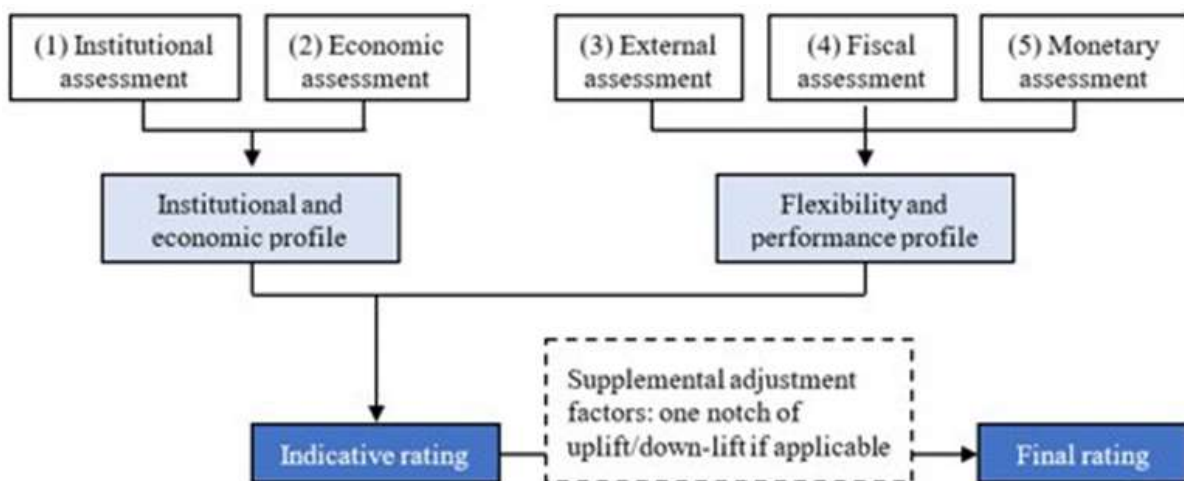 (1) Institutional
assessment
(2) Economic
assessment
(3) External
assessment
(4) Fiscal
assessment
(5) Monetary
assessment
Institutional and
economic profile
Flexibility and
performance profile
Supplemental adjustment
factors: one notch of
uplift/down-lift if applicable
Indicative rating
Final rating